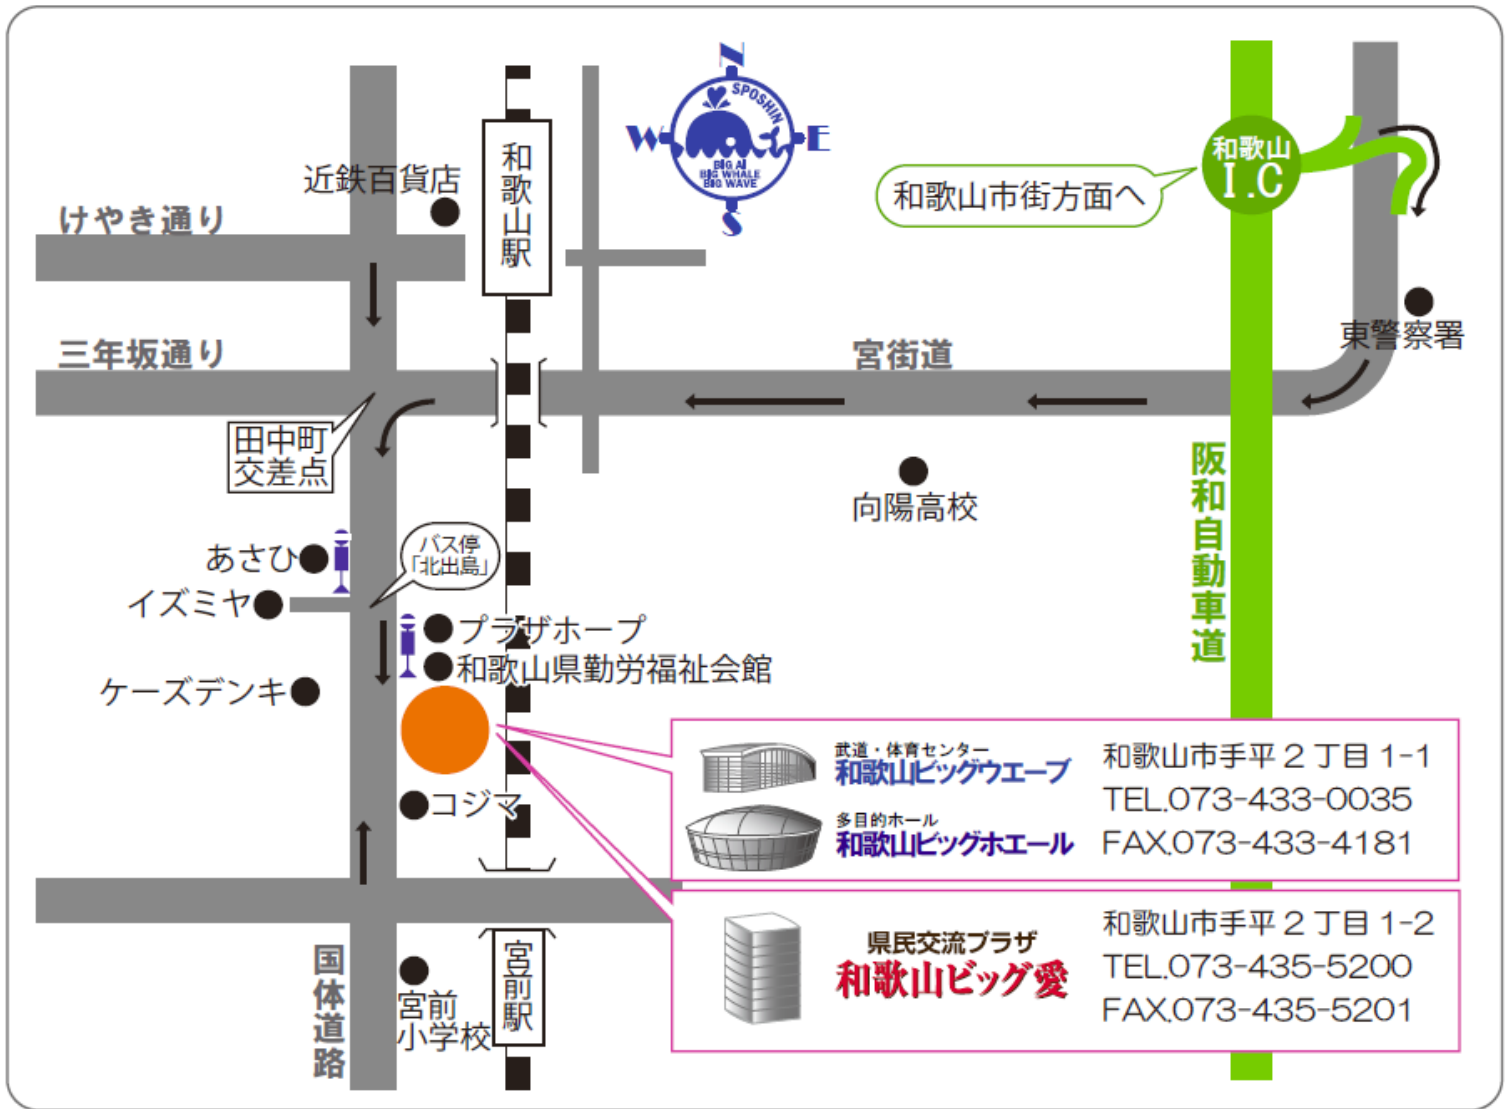 N
W
E
S
SPOSHIN
BIG AI
BIG WHALE
BIG WAVE
和歌山
I.C
和歌山市街方面へ
近鉄百貨店
和歌山駅
けやき通り
三年坂通り
宮街道
東警察署
田中町
交差点
向陽高校
阪和自動車道
バス停
「北出島」
あさひ
イズミヤ
プラザホープ
和歌山県勤労福祉会館
ケーズデンキ
コジマ
武道・体育センター
和歌山ビッグウエーブ
多目的ホール
和歌山ビッグホエール
和歌山市手平2丁目1-1
TEL.073-433-0035
FAX.073-433-4181
県民交流プラザ
和歌山ビッグ愛
和歌山市手平2丁目1-2
TEL.073-435-5200
FAX.073-435-5201
国体道路
宮前
小学校
宮前駅